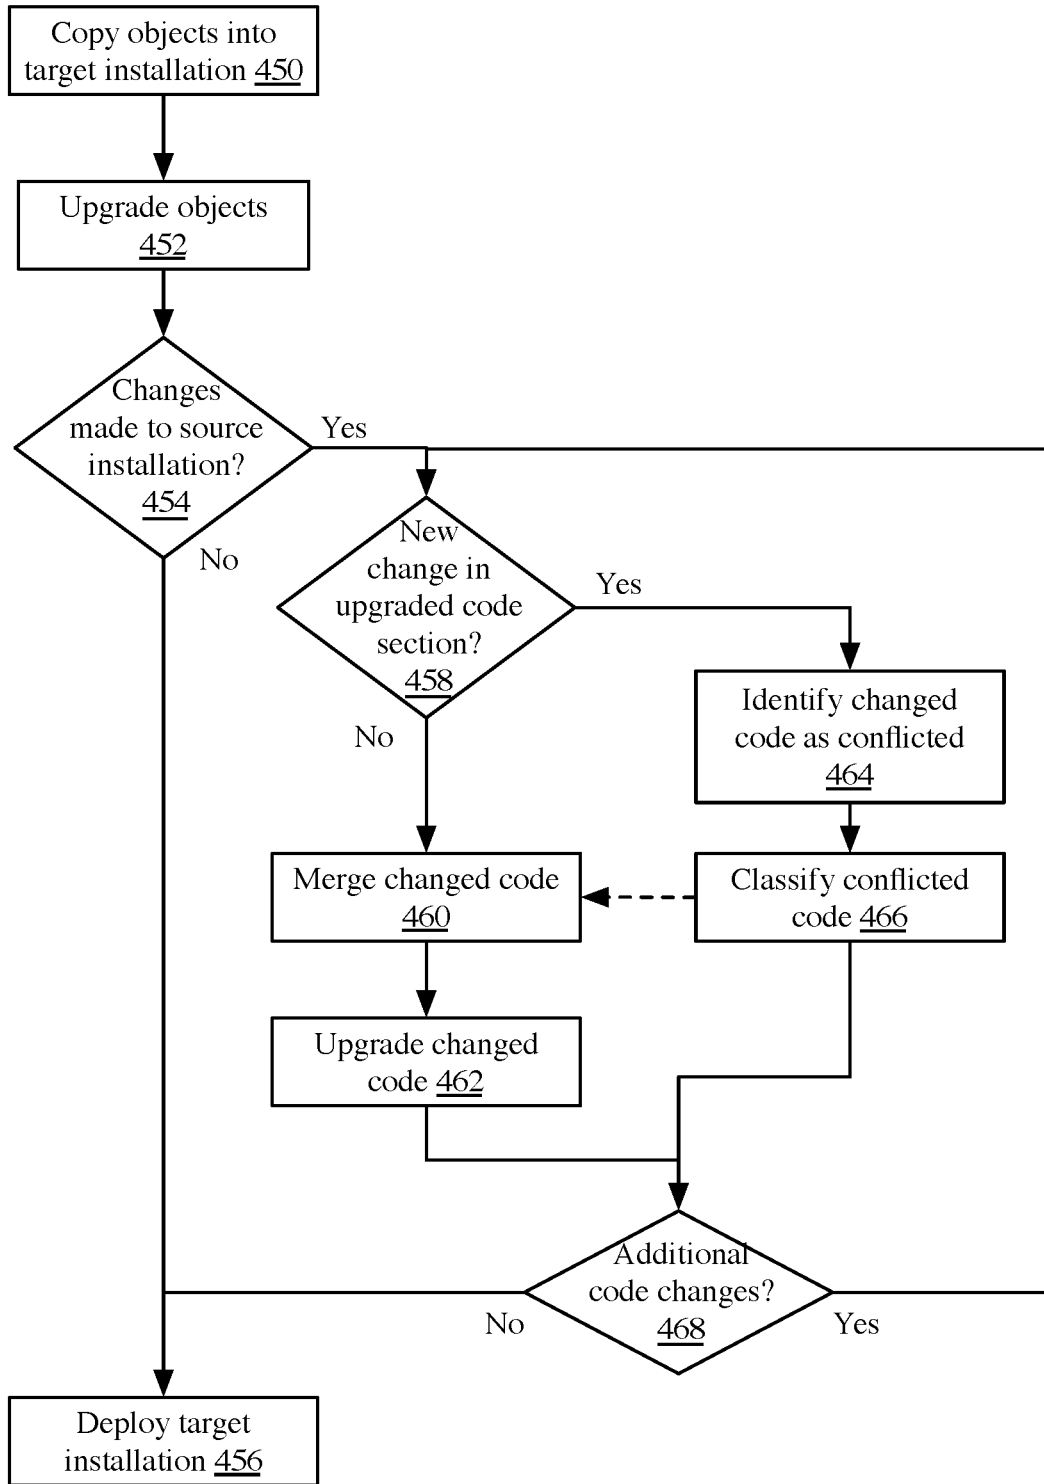 Copy objects into
target installation 450
Upgrade objects
452
Changes
made to source
installation?
454
Yes
No
New
change in
upgraded code
section?
458
Yes
No
Identify changed
code as conflicted
464
Merge changed code
460
Classify conflicted
code 466
Upgrade changed
code 462
Additional
code changes?
468
No
Yes
Deploy target
installation 456